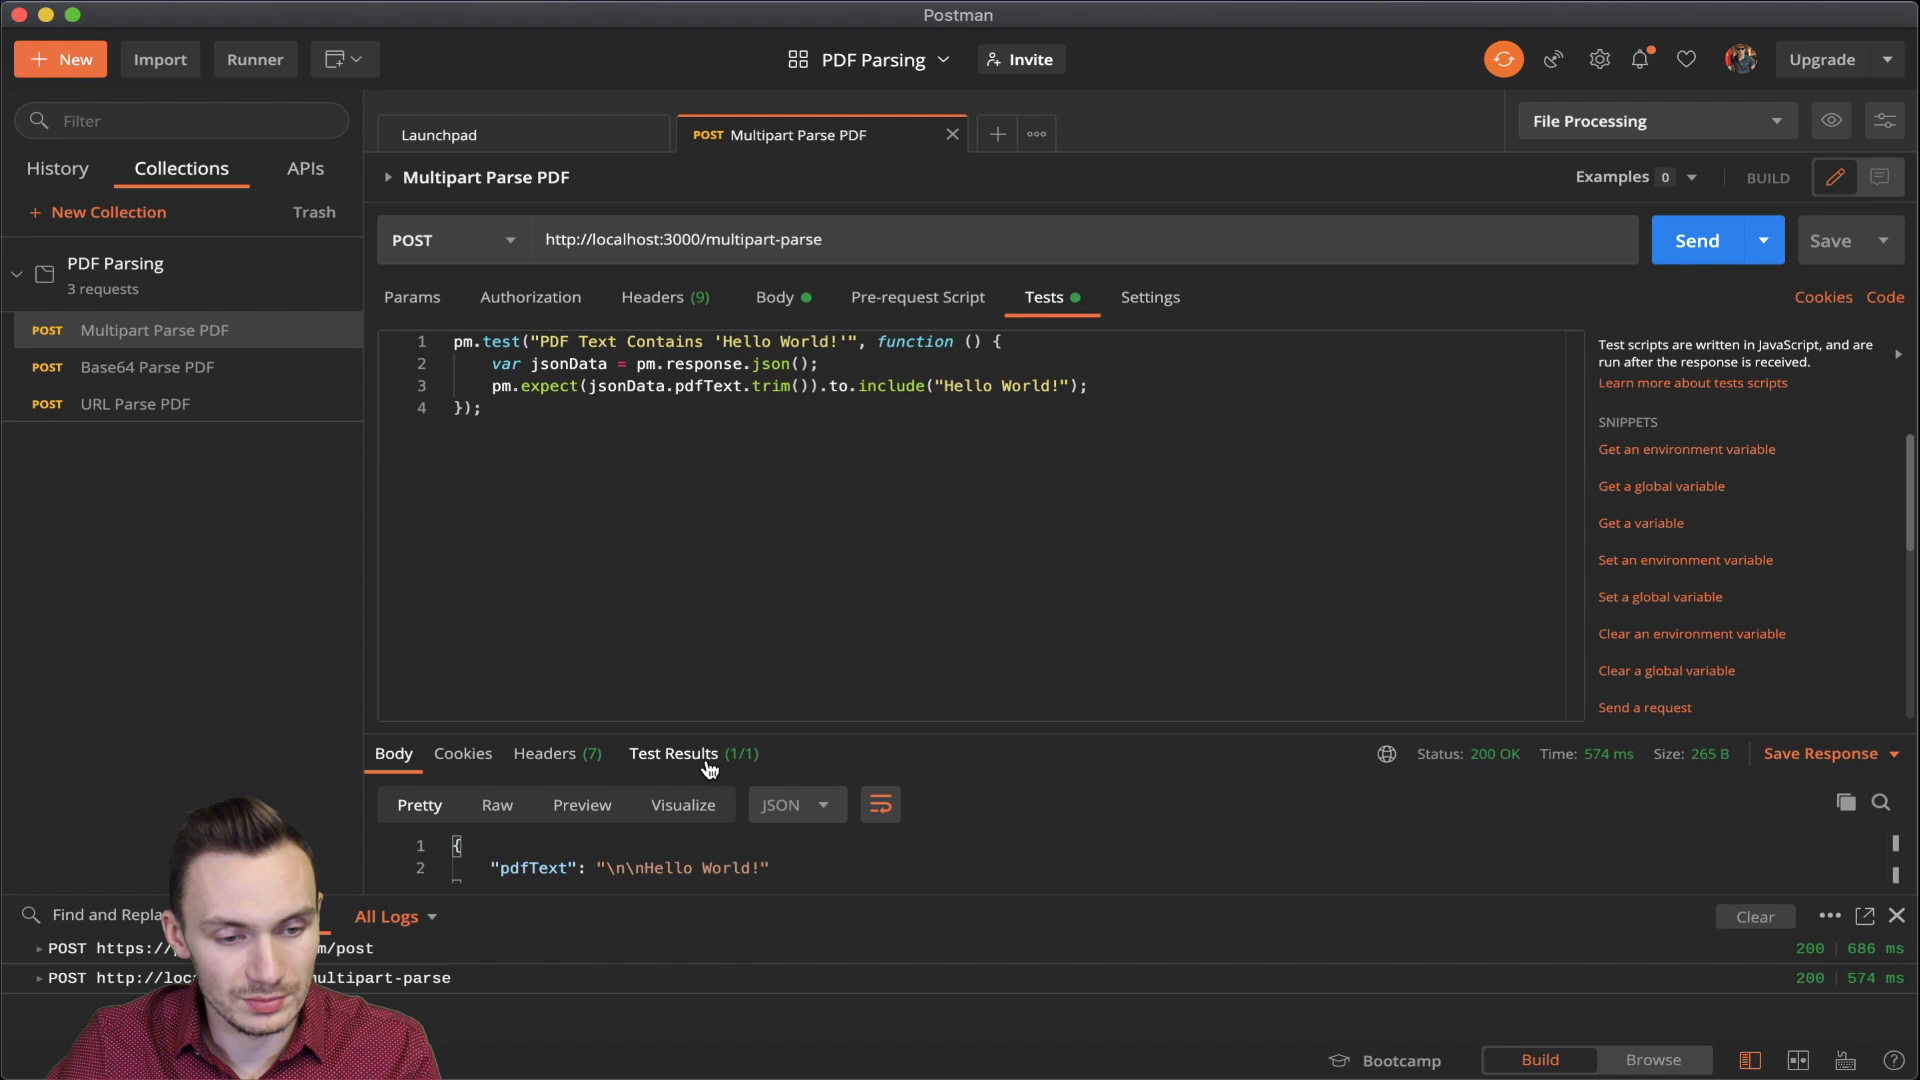 Postman
New
Import
Runner
PDF Parsing
Invite
Upgrade
Filter
Launchpad
POST Multipart Parse PDF
File Processing
History
Collections
APIs
Multipart Parse PDF
Examples 0
BUILD
+ New Collection
Trash
POST
http://localhost:3000/multipart-parse
Send
Save
PDF Parsing
3 requests
Params
Authorization
Headers (9)
Body
Pre-request Script
Tests
Settings
Cookies
Code
POST Multipart Parse PDF
POST Base64 Parse PDF
POST URL Parse PDF
1 pm.test("PDF Text Contains 'Hello World!'", function () {
2 var jsonData = pm.response.json();
3 pm.expect(jsonData.pdfText.trim()).to.include("Hello World!");
4 });
Test scripts are written in JavaScript, and are
run after the response is received.
Learn more about tests scripts
SNIPPETS
Get an environment variable
Get a global variable
Get a variable
Set an environment variable
Set a global variable
Clear an environment variable
Clear a global variable
Send a request
Body
Cookies
Headers (7)
Test Results (1/1)
Status: 200 OK
Time: 574 ms
Size: 265 B
Save Response
Pretty
Raw
Preview
Visualize
JSON
1 {
2 "pdfText": "\n\nHello World!"
Find and Repla
All Logs
Clear
POST https:// m/post
200 686 ms
POST http://loc ultipart-parse
200 574 ms
Bootcamp
Build
Browse